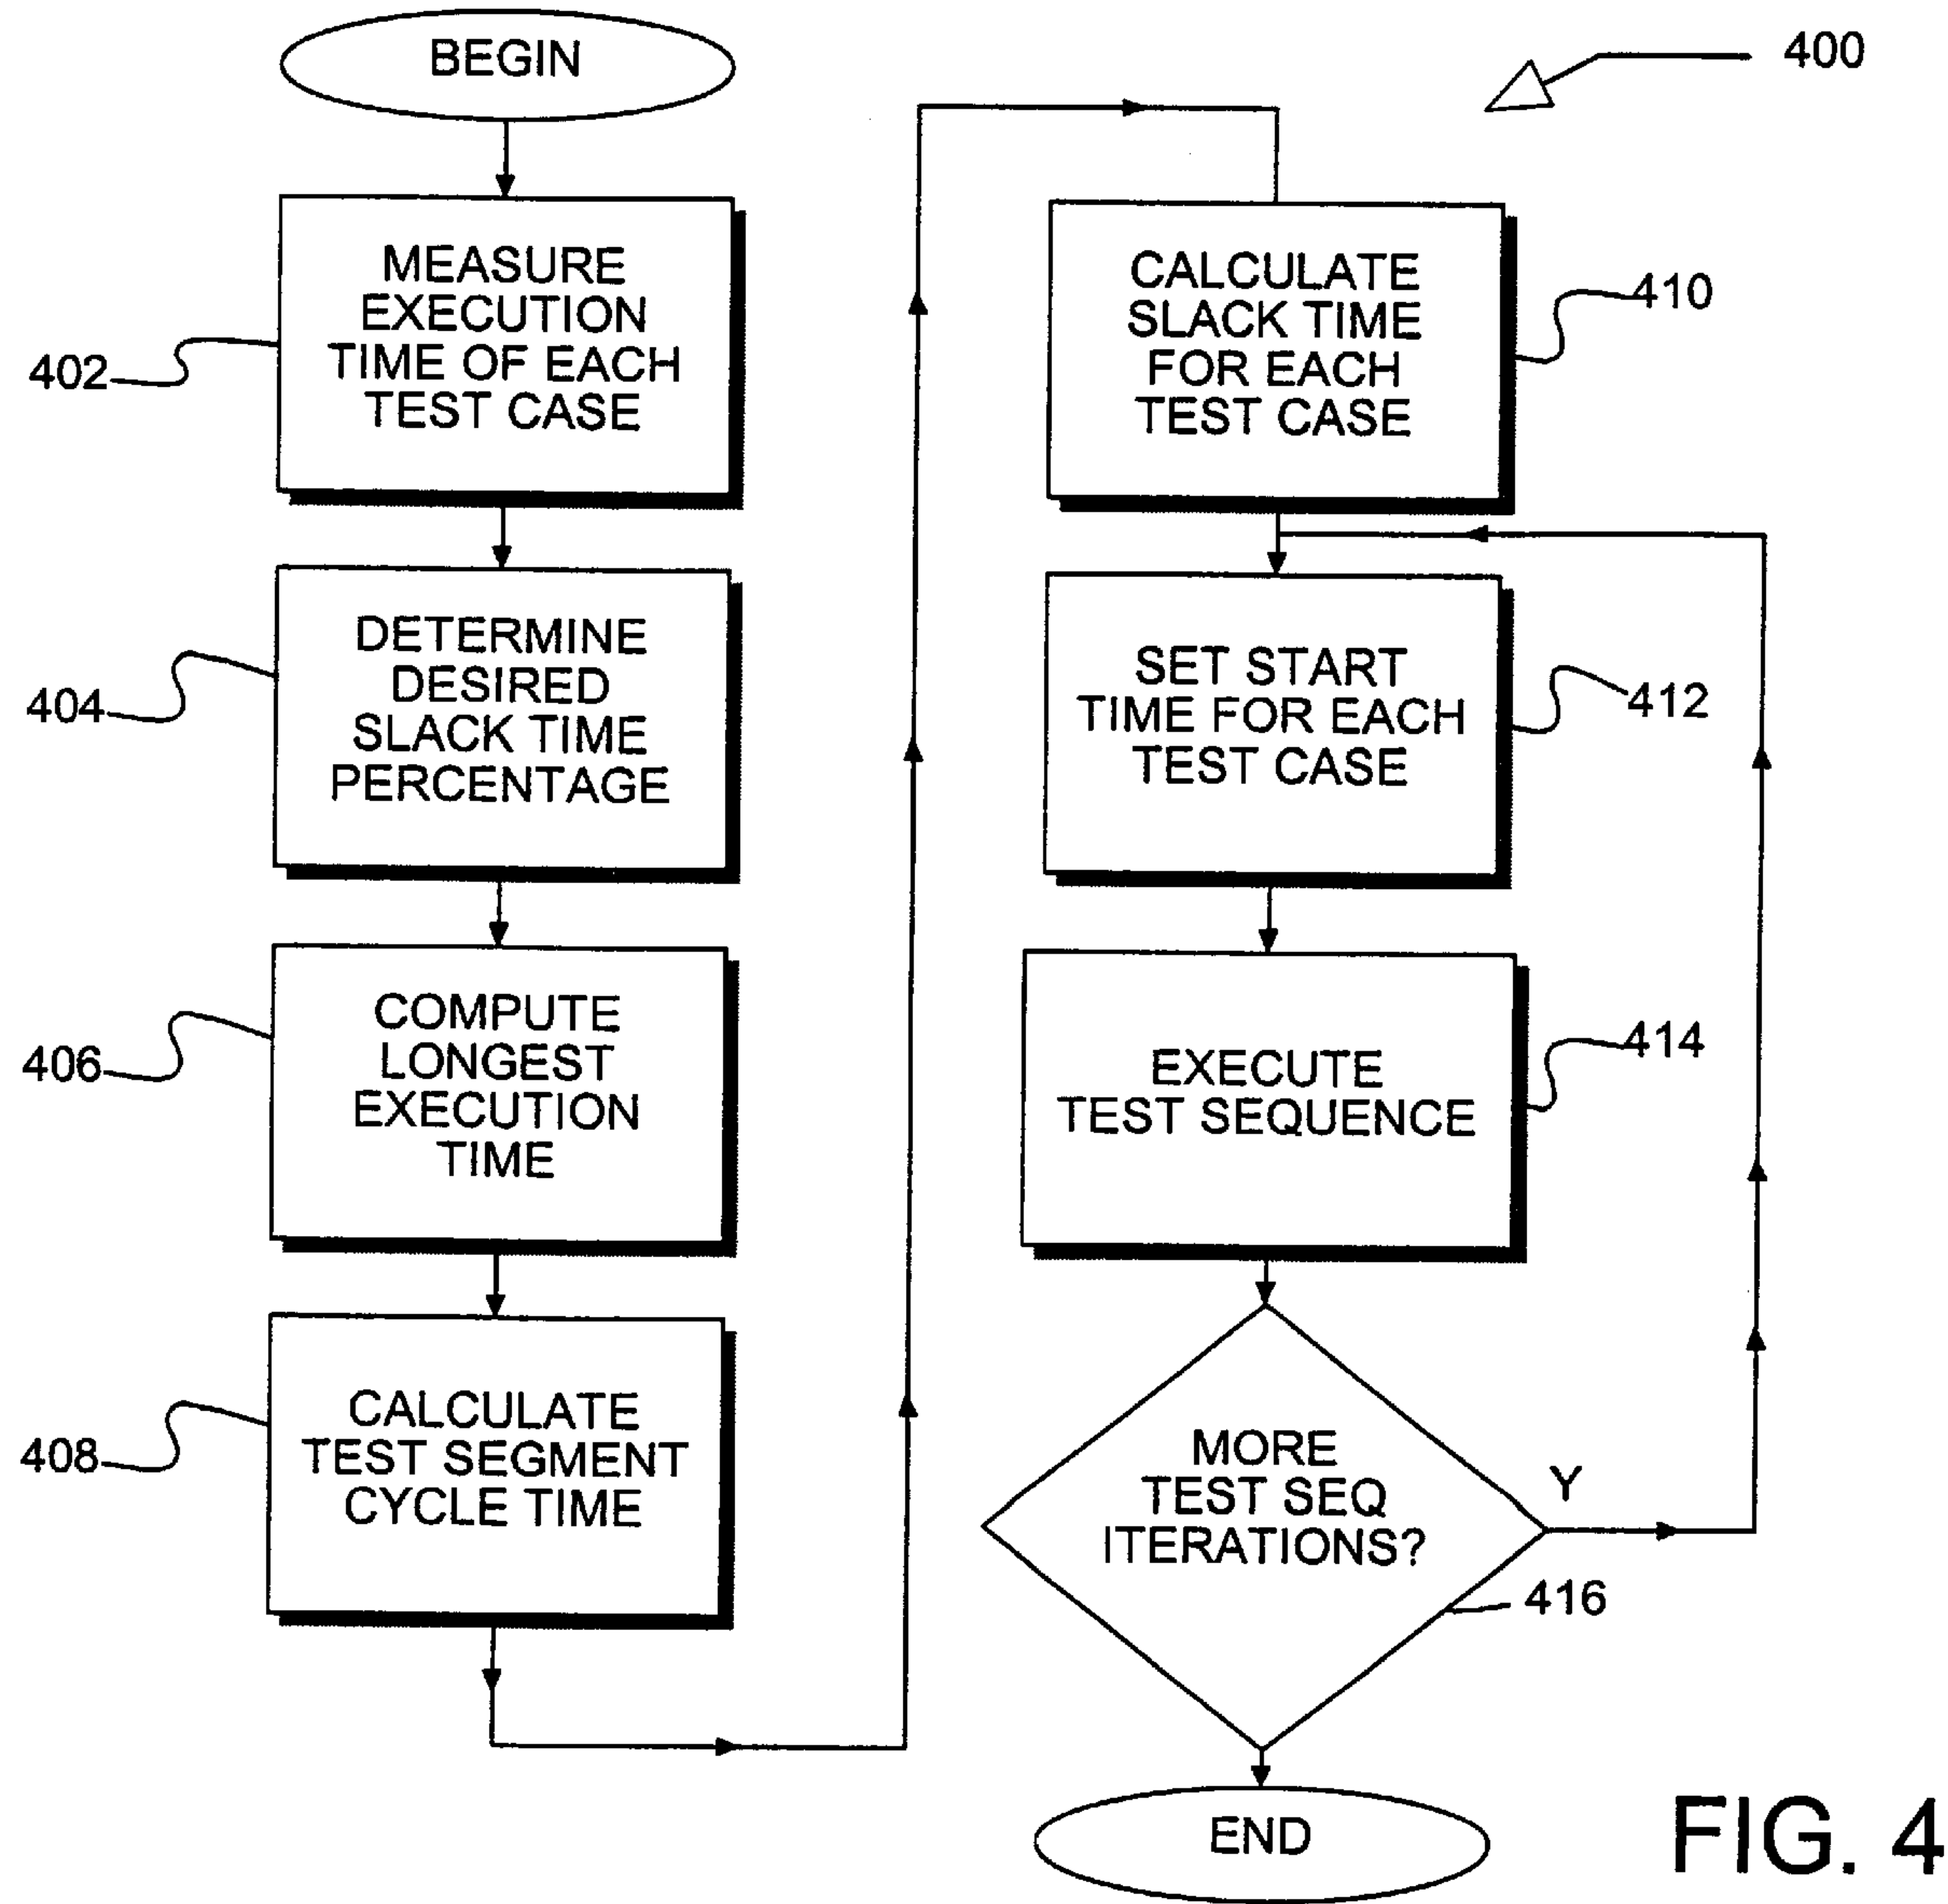 BEGIN
400
MEASURE
EXECUTION
TIME OF EACH
TEST CASE
402
DETERMINE
DESIRED
SLACK TIME
PERCENTAGE
404
COMPUTE
LONGEST
EXECUTION
TIME
406
CALCULATE
TEST SEGMENT
CYCLE TIME
408
CALCULATE
SLACK TIME
FOR EACH
TEST CASE
410
SET START
TIME FOR EACH
TEST CASE
412
EXECUTE
TEST SEQUENCE
414
MORE
TEST SEQ
ITERATIONS?
Y
416
END
FIG. 4